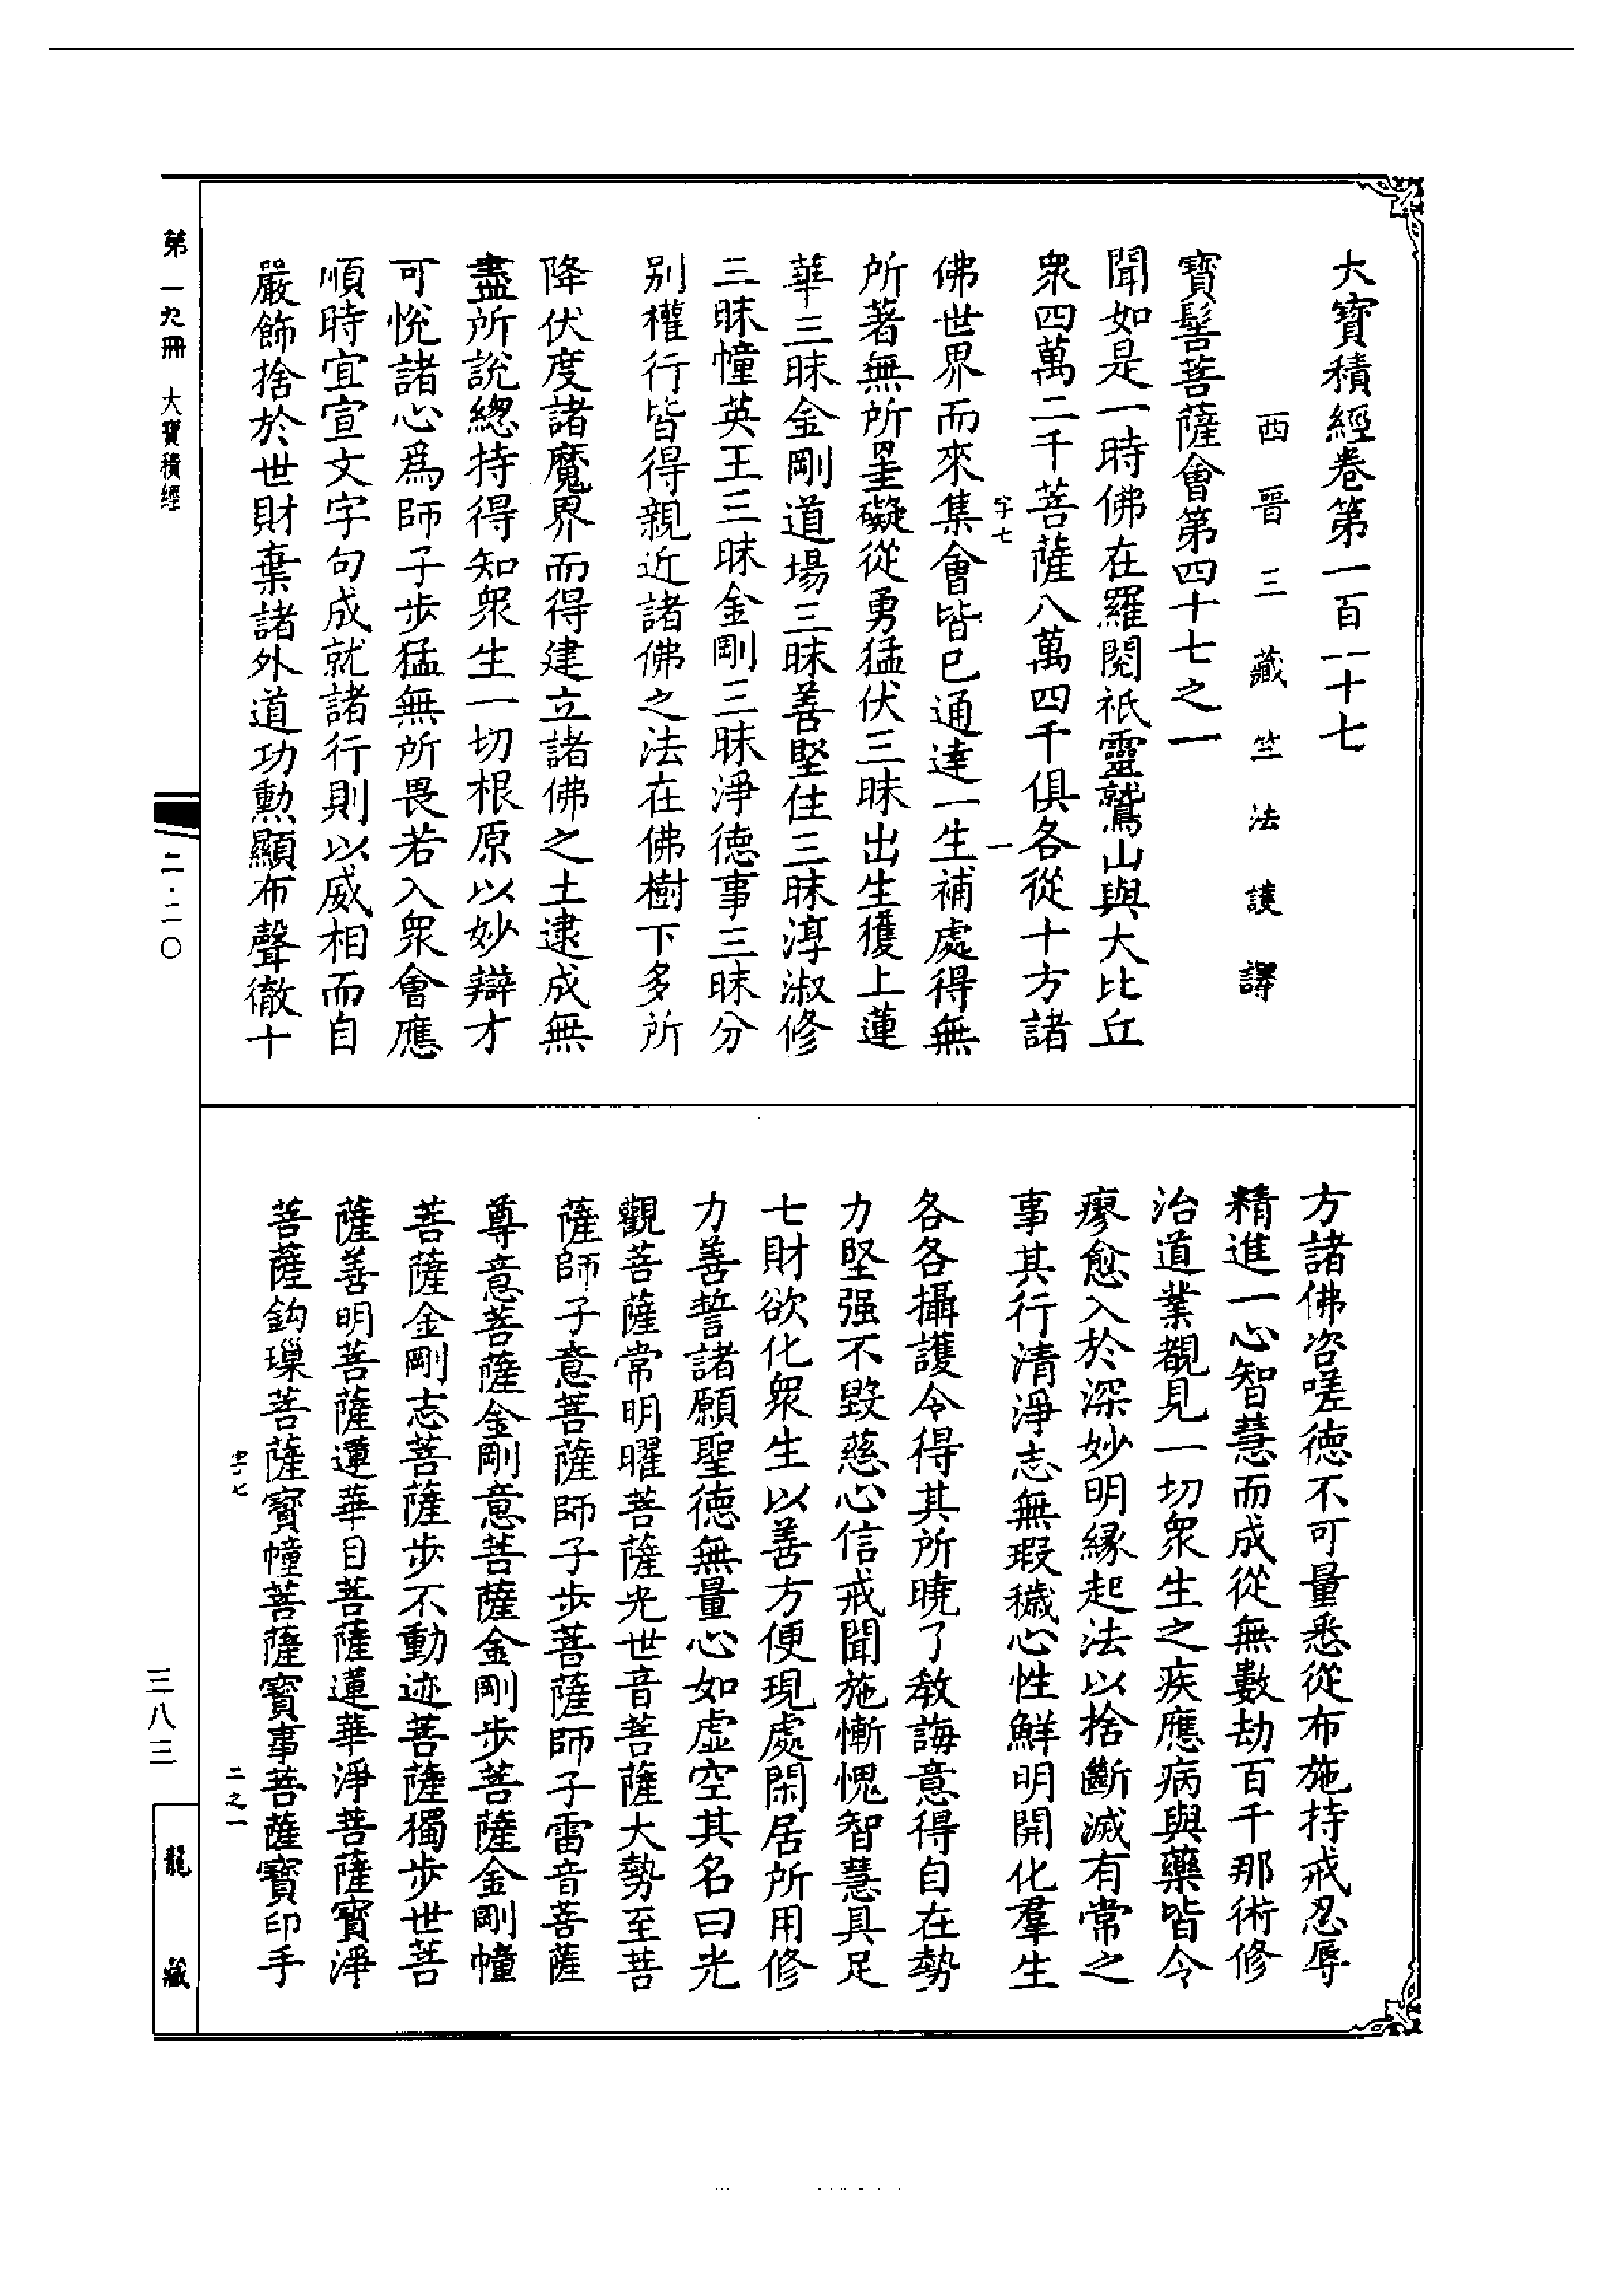 大寶積經卷第一百一十七
西晉三藏竺法護譯
寶髻菩薩會第四十七之一
聞如是一時佛在羅閱祇靈鷲山與大比丘
衆四萬二千菩薩八萬四千俱各從十方諸
字七
一
佛世界而來集會皆已通達一生補處得無
所著無所罣礙從勇猛伏三昧出生獲上蓮
華三昧金剛道場三昧善堅住三昧淳淑修
三昧幢英王三昧金剛三昧淨德事三昧分
别權行皆得親近諸佛之法在佛樹下多所
降伏度諸魔界而得建立諸佛之土逮成無
盡所說總持得知衆生一切根原以妙辯才
可悅諸心爲師子步猛無所畏若入衆會應
順時宜宣文字句成就諸行則以威相而自
嚴飾捨於世財棄諸外道功勲顯布聲徹十
方諸佛咨嗟德不可量悉從布施持戒忍辱
精進一心智慧而成從無數劫百千那術修
治道業覩見一切衆生之疾應病與藥皆令
瘳愈入於深妙明緣起法以捨斷滅有常之
事其行清淨志無瑕穢心性鮮明開化羣生
各各攝護令得其所曉了敎誨意得自在勢
力堅强不毀慈心信戒聞施慚愧智慧具足
七財欲化衆生以善方便現處閑居所用修
力善誓諸願聖德無量心如虛空其名曰光
觀菩薩常明曜菩薩光世音菩薩大勢至菩
薩師子意菩薩師子步菩薩師子雷音菩薩
尊意菩薩金剛意菩薩金剛步菩薩金剛幢
菩薩金剛志菩薩步不動迹菩薩獨步世菩
薩善明菩薩蓮華目菩薩蓮華淨菩薩寶淨
菩薩鈎璅菩薩寶幢菩薩寶事菩薩寶印手
字七
二之一
第一九冊 大寶積經
二·二〇
三八三
龍藏